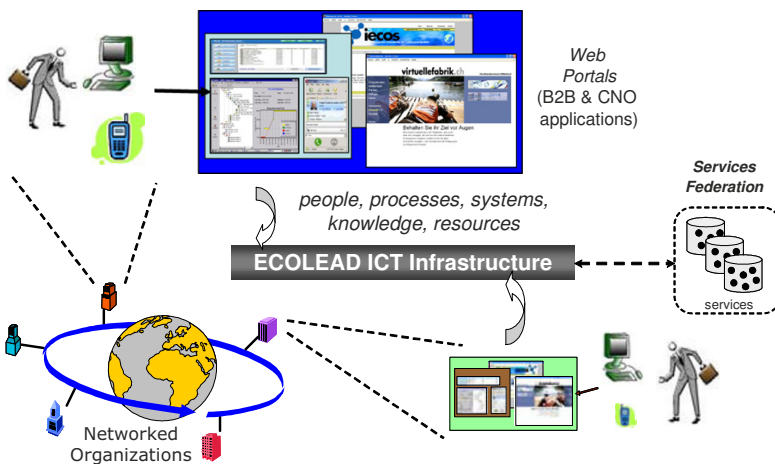 iecos
virtuellefabrik.ch
Behalten Sie Ihr Ziel vor Augen
Web
Portals
(B2B & CNO
applications)
Services
Federation
people, processes, systems,
knowledge, resources
ECOLEAD ICT Infrastructure
services
Networked
Organizations